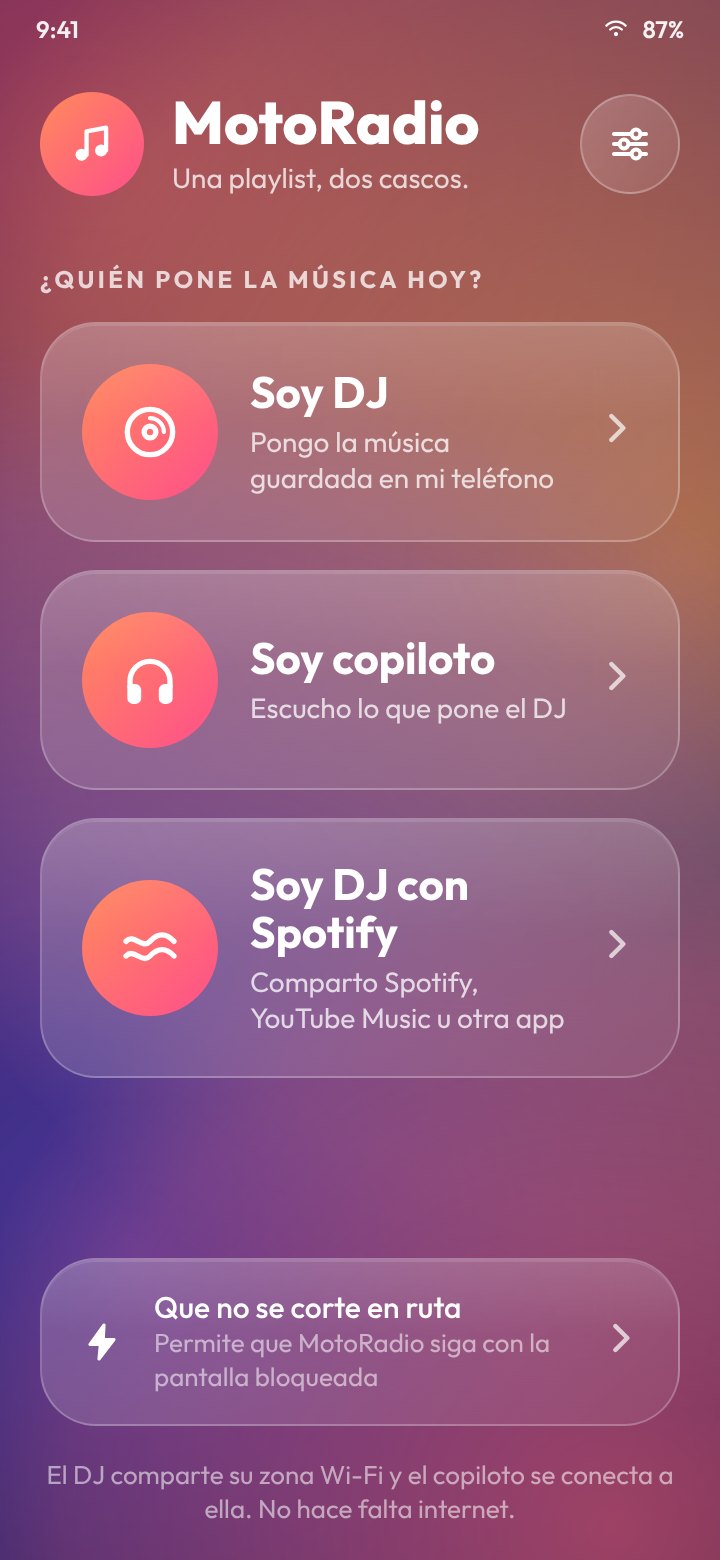 9:41
87%
MotoRadio
Una playlist, dos cascos.
¿QUIÉN PONE LA MÚSICA HOY?
Soy DJ
Pongo la música
guardada en mi teléfono
Soy copiloto
Escucho lo que pone el DJ
Soy DJ con
Spotify
Comparto Spotify,
YouTube Music u otra app
Que no se corte en ruta
Permite que MotoRadio siga con la
pantalla bloqueada
El DJ comparte su zona Wi-Fi y el copiloto se conecta a
ella. No hace falta internet.